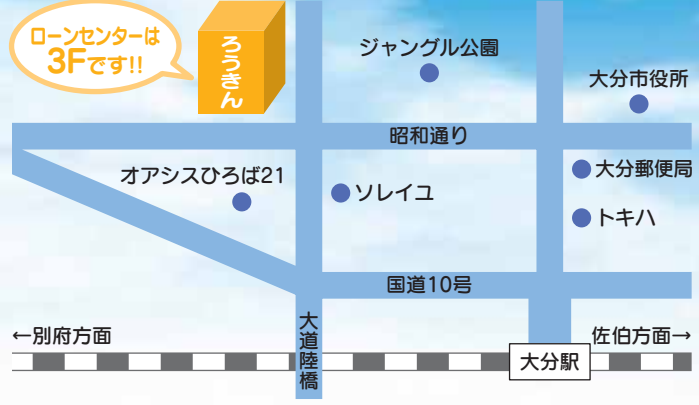 ローンセンターは
3Fです!!
ろうきん
ジャングル公園
大分市役所
昭和通り
オアシスひろば21
ソレイユ
大分郵便局
トキハ
国道10号
←別府方面
大道陸橋
佐伯方面→
大分駅